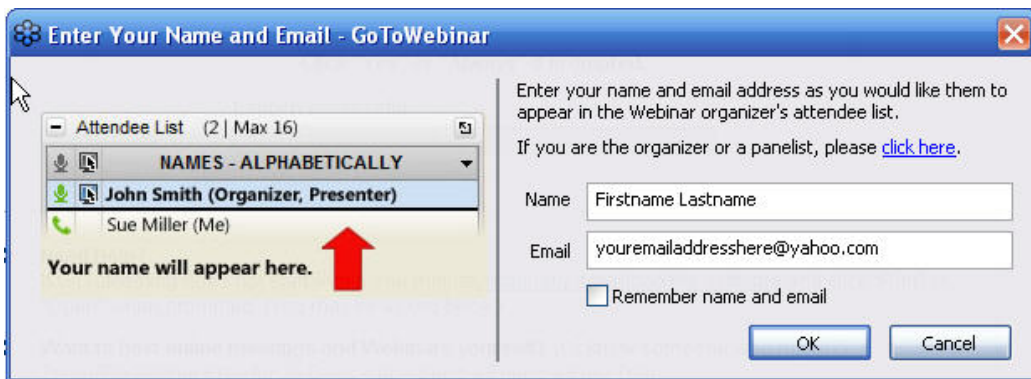 Enter Your Name and Email - GoToWebinar
Attendee List (2 | Max 16)
NAMES - ALPHABETICALLY
John Smith (Organizer, Presenter)
Sue Miller (Me)
Your name will appear here.
Enter your name and email address as you would like them to
appear in the Webinar organizer's attendee list.
If you are the organizer or a panelist, please click here.
Name Firstname Lastname
Email youremailaddresshere@yahoo.com
Remember name and email
OK Cancel